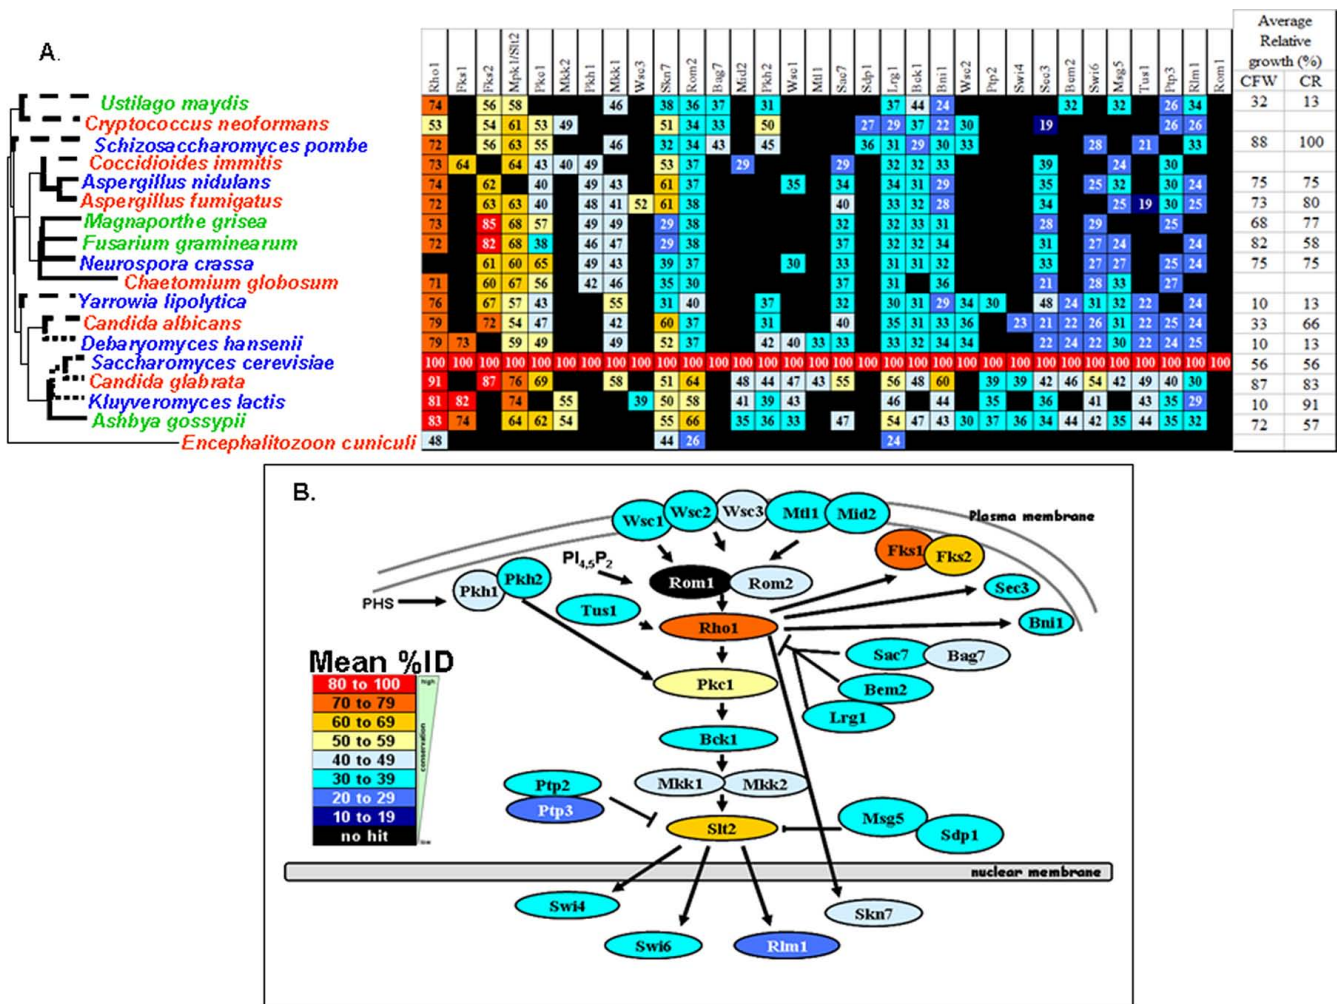 A.
Rho1 Fks1 Fks2 Mpk1/Slt2 Pkc1 Mkk2 Pkh1 Mkk1 Wsc3 Skn7 Rom2 Bag7 Mid2 Pkh2 Wsc1 Mtl1 Sac7 Sdp1 Lrg1 Bck1 Bni1 Wsc2 Ptp2 Swi4 Sec3 Bem2 Swi6 Msg5 Tus1 Ptp3 Rlm1 Rom1
Average
Relative
growth (%)
CFW CR
Ustilago maydis 74 56 58 46 38 36 37 31 37 44 24 32 32 26 34 32 13
Cryptococcus neoformans 53 54 61 53 49 51 34 33 50 27 29 37 22 30 19 26 26
Schizosaccharomyces pombe 72 56 63 55 46 32 34 43 45 36 31 29 30 33 28 21 33 88 100
Coccidioides immitis 73 64 64 43 40 49 53 37 29 29 34 30 33 39 24 30
Aspergillus nidulans 74 62 40 49 43 61 37 35 34 34 31 29 35 25 32 30 24 75 75
Aspergillus fumigatus 72 63 63 40 48 41 52 61 38 40 33 32 28 34 25 19 30 25 73 80
Magnaporthe grisea 73 85 68 57 49 49 29 38 32 32 33 31 28 29 25 68 77
Fusarium graminearum 72 82 68 38 46 47 29 38 37 32 32 34 31 27 24 24 82 58
Neurospora crassa 61 60 65 49 43 39 37 30 33 31 31 32 33 27 27 25 24 75 75
Chaetomium globosum 71 60 67 56 42 46 35 30 37 31 36 21 28 33 27
Yarrowia lipolytica 76 67 57 43 55 31 40 37 32 30 31 29 34 30 48 24 31 32 22 24 10 13
Candida albicans 79 72 54 47 42 60 37 31 40 35 31 33 36 23 21 22 26 31 22 25 24 33 66
Debaryomyces hansenii 79 73 59 49 49 52 37 42 40 33 33 32 31 34 34 22 24 22 30 22 24 25 10 13
Saccharomyces cerevisiae 100 100 100 100 100 100 100 100 100 100 100 100 100 100 100 100 100 100 100 100 100 100 100 100 100 100 100 100 100 100 100 100 56 56
Candida glabrata 91 87 76 69 58 51 64 48 44 47 43 55 56 48 60 39 39 42 46 54 42 49 40 30 87 83
Kluyveromyces lactis 81 82 74 55 39 50 58 41 39 43 46 44 35 36 41 43 35 29 10 91
Ashbya gossypii 83 74 64 62 54 55 66 35 36 33 47 54 47 43 30 37 36 34 44 42 35 44 35 32 72 57
Encephalitozoon cuniculi 48 44 26 24
B.
Wsc1 Wsc2 Wsc3 Mtl1 Mid2
Plasma membrane
Fks1 Fks2
PI4,5P2
Pkh1 Pkh2
Rom1 Rom2
Sec3
PHS
Tus1
Rho1
Bni1
Sac7 Bag7
Mean %ID
80 to 100
70 to 79
60 to 69
50 to 59
40 to 49
30 to 39
20 to 29
10 to 19
no hit
high
conservation
low
Pkc1
Bem2
Lrg1
Bck1
Mkk1 Mkk2
Ptp2
Ptp3
Slt2
Msg5
Sdp1
nuclear membrane
Swi4
Skn7
Swi6
Rlm1